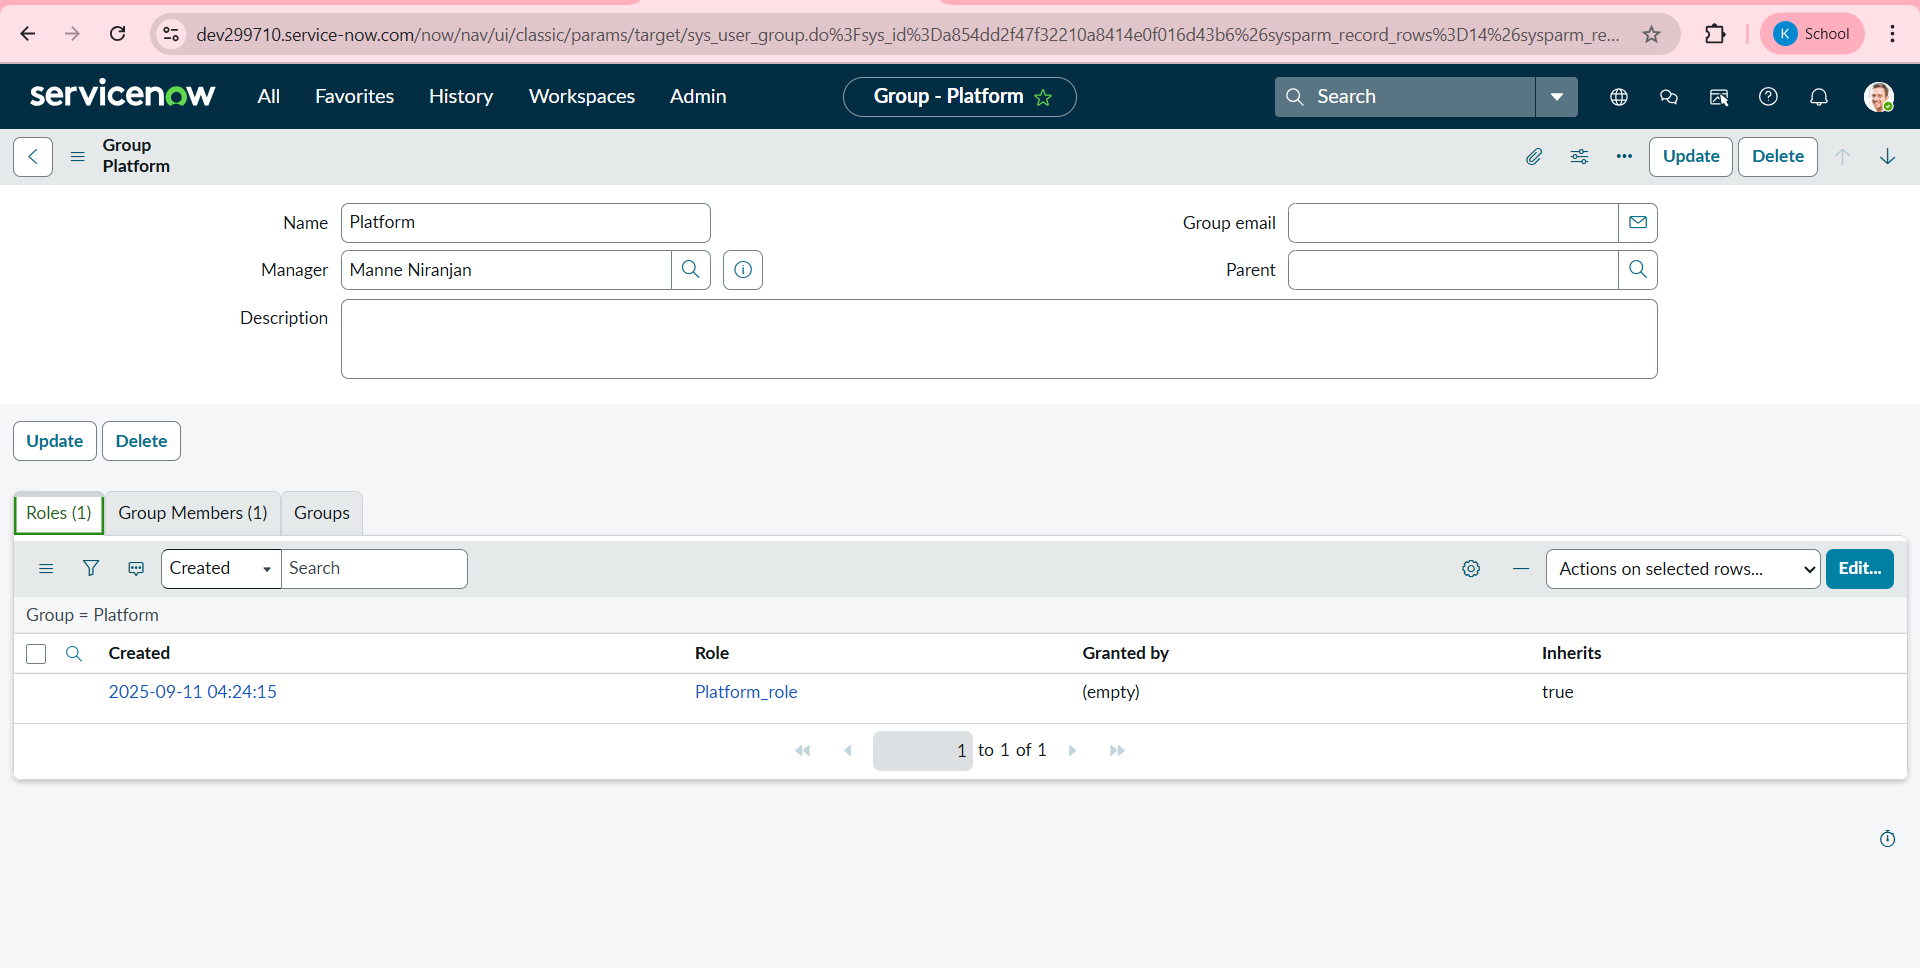 dev299710.service-now.com/now/nav/ui/classic/params/target/sys_user_group.do%3Fsys_id%3Da854dd2f47f32210a8414e0f016d43b6%26sysparm_record_rows%3D14%26sysparm_re...
K School
servicenow All Favorites History Workspaces Admin Group - Platform Search
Group
Platform
Update Delete
Name Platform Group email
Manager Manne Niranjan Parent
Description
Update Delete
Roles (1) Group Members (1) Groups
Created Search Actions on selected rows... Edit...
Group = Platform
Created Role Granted by Inherits
2025-09-11 04:24:15 Platform_role (empty) true
1 to 1 of 1